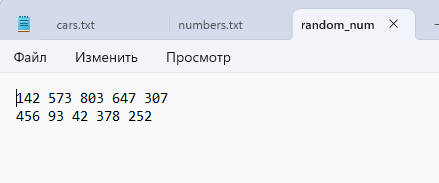 cars.txt numbers.txt random_num
Файл Изменить Просмотр
142 573 803 647 307
456 93 42 378 252